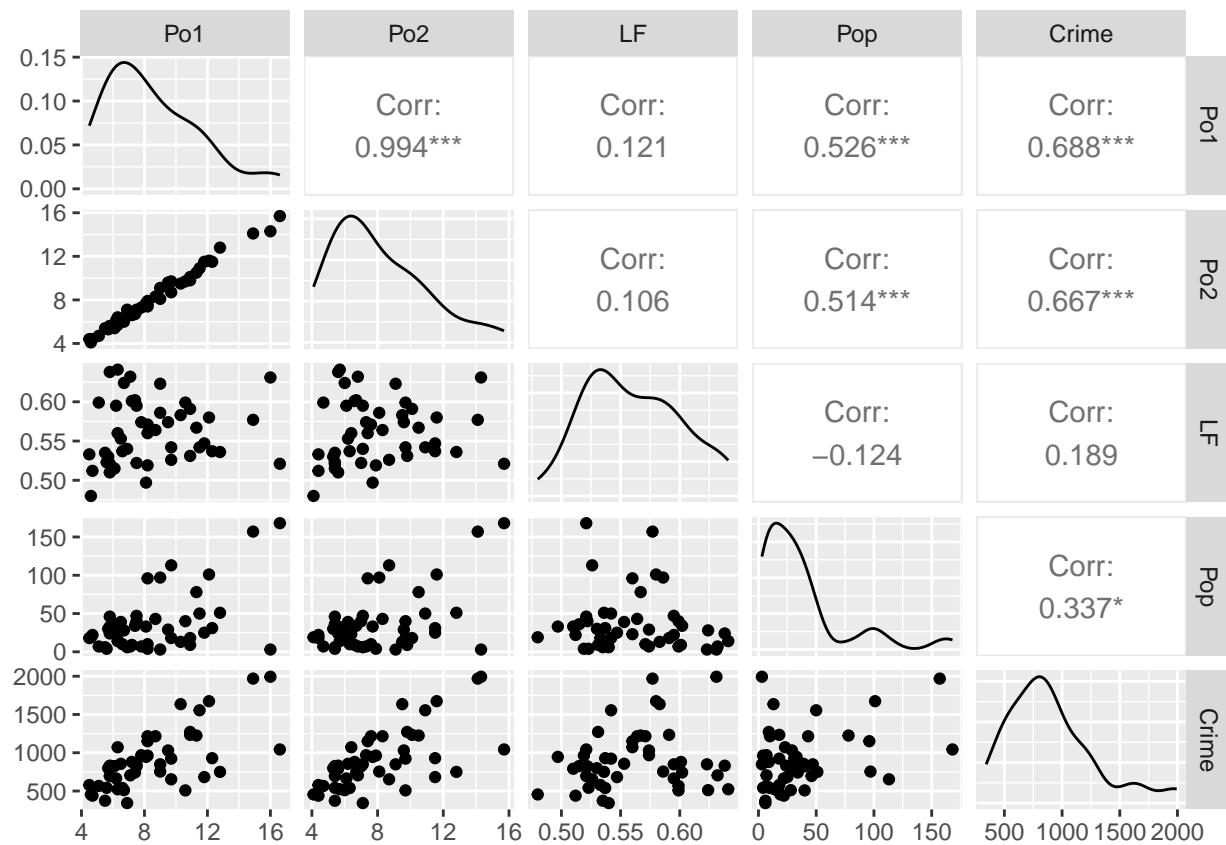 Po1 Po2 LF Pop Crime
0.15
0.10
0.05
0.00
Corr:
0.994***
Corr:
0.121
Corr:
0.526***
Corr:
0.688***
Po1
16
12
8
4
Corr:
0.106
Corr:
0.514***
Corr:
0.667***
Po2
0.60
0.55
0.50
Corr:
−0.124
Corr:
0.189
LF
150
100
50
0
Corr:
0.337*
Pop
2000
1500
1000
500
Crime
4 8 12 16 4 8 12 16 0.50 0.55 0.60 0 50 100 150 500 1000 1500 2000